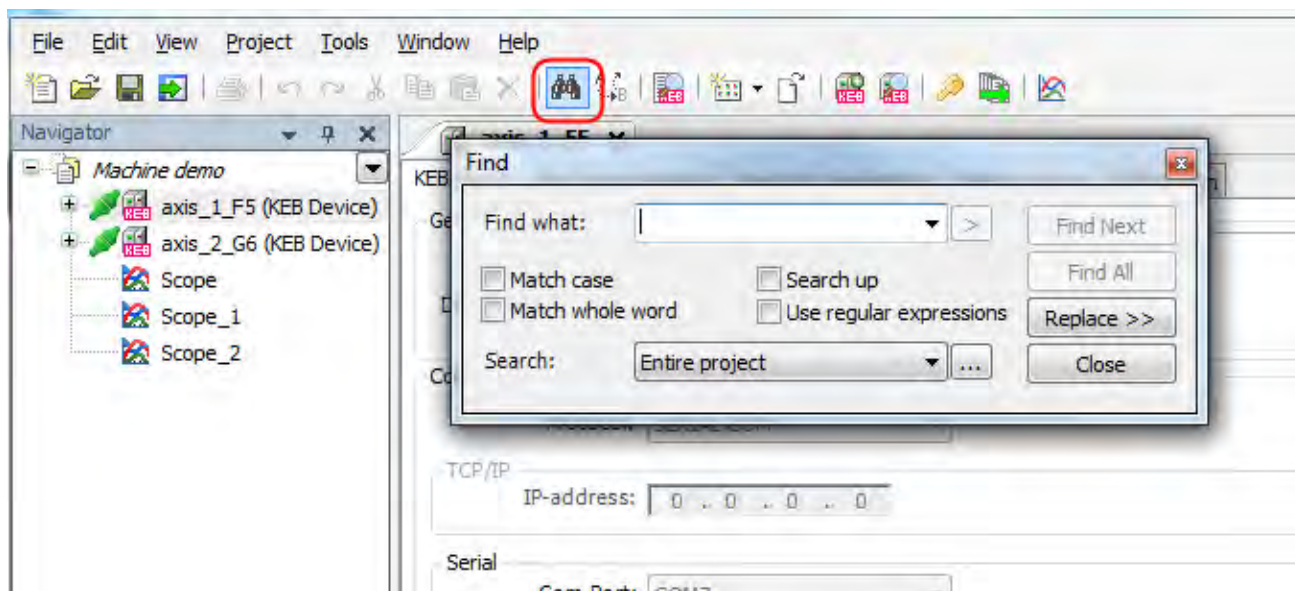 File Edit View Project Tools Window Help
Navigator
axis_1_F5
Machine demo
KEB
axis_1_F5 (KEB Device)
axis_2_G6 (KEB Device)
Scope
Scope_1
Scope_2
Find
Find what:
>
Find Next
Match case
Search up
Find All
Match whole word
Use regular expressions
Replace >>
Search:
Entire project
...
Close
TCP/IP
IP-address: 0 . 0 . 0 . 0
Serial